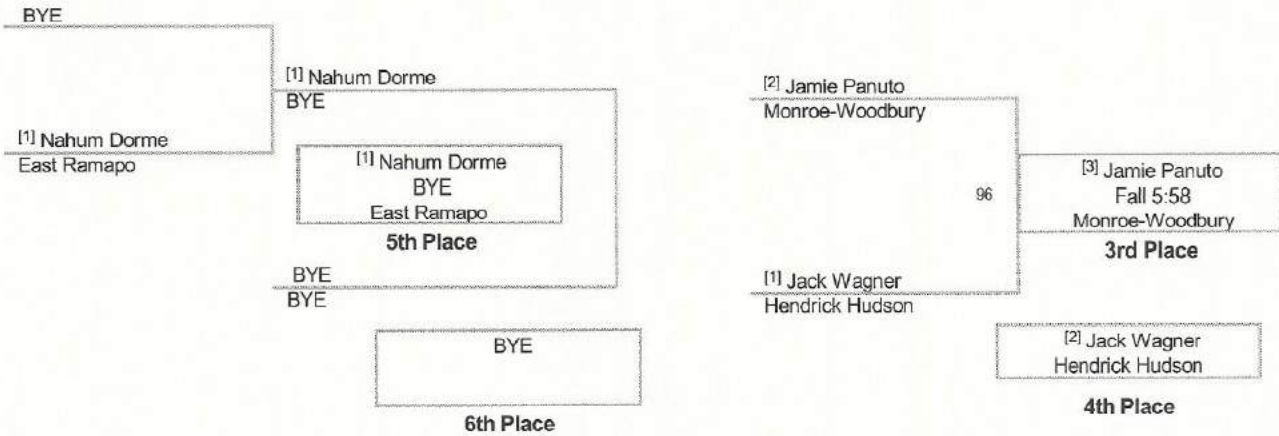 BYE
[1] Nahum Dorme
East Ramapo
[1] Nahum Dorme
BYE
[1] Nahum Dorme
BYE
East Ramapo
5th Place
BYE
BYE
BYE
6th Place
[2] Jamie Panuto
Monroe-Woodbury
96
[1] Jack Wagner
Hendrick Hudson
[3] Jamie Panuto
Fall 5:58
Monroe-Woodbury
3rd Place
[2] Jack Wagner
Hendrick Hudson
4th Place